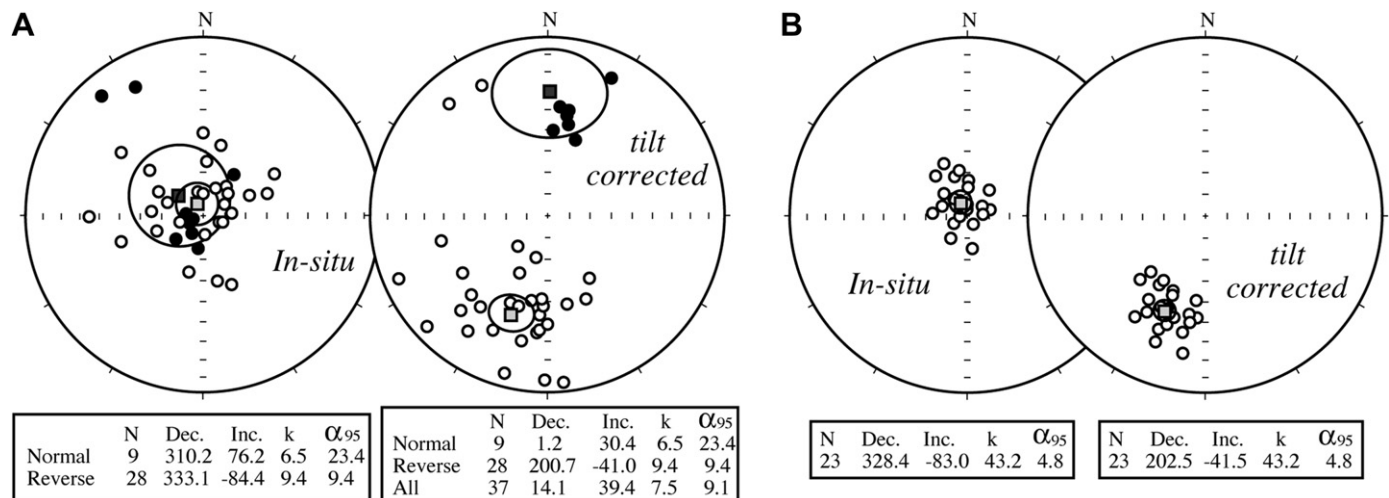 A
N
In-situ
N
tilt
corrected
N Dec. Inc. k α95
Normal 9 310.2 76.2 6.5 23.4
Reverse 28 333.1 -84.4 9.4 9.4
N Dec. Inc. k α95
Normal 9 1.2 30.4 6.5 23.4
Reverse 28 200.7 -41.0 9.4 9.4
All 37 14.1 39.4 7.5 9.1
B
N
In-situ
N
tilt
corrected
N Dec. Inc. k α95
23 328.4 -83.0 43.2 4.8
N Dec. Inc. k α95
23 202.5 -41.5 43.2 4.8